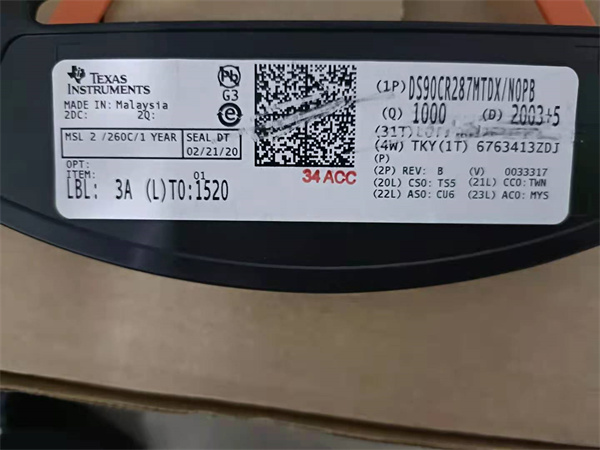 TEXAS
INSTRUMENTS
Pb
G3
e
MADE IN: Malaysia
2DC: 2Q:
MSL 2 /260C/1 YEAR
SEAL DT
02/21/20
OPT:
ITEM: 01
LBL: 3A (L)TO:1520
34 ACC
(1P) DS90CR287MTDX/NOPB
(Q) 1000 (D) 2003+5
(31T)
(4W) TKY(1T) 6763413ZDJ
(P)
(2P) REV: B (V) 0033317
(20L) CSO: TS5 (21L) CCO:TWN
(22L) ASO: CU6 (23L) ACO: MYS